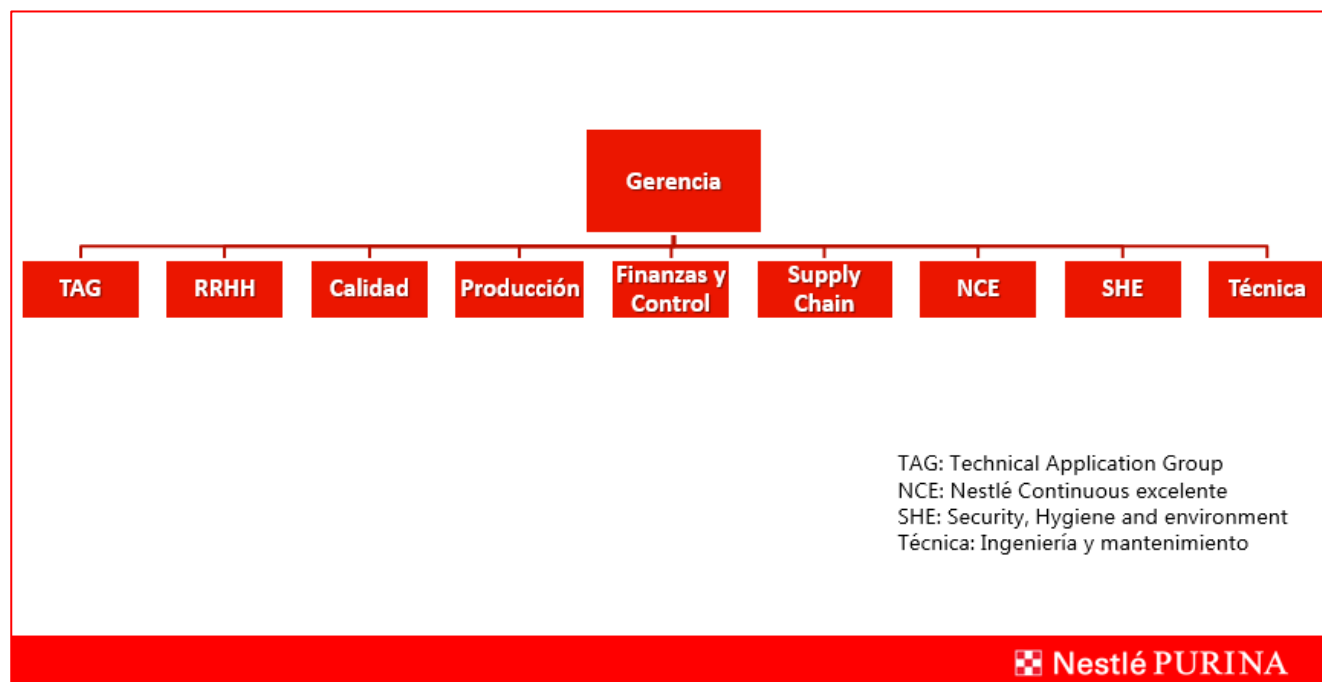 Gerencia
TAG
RRHH
Calidad
Producción
Finanzas y
Control
Supply
Chain
NCE
SHE
Técnica
TAG: Technical Application Group
NCE: Nestlé Continuous excelente
SHE: Security, Hygiene and environment
Técnica: Ingeniería y mantenimiento
Nestlé PURINA